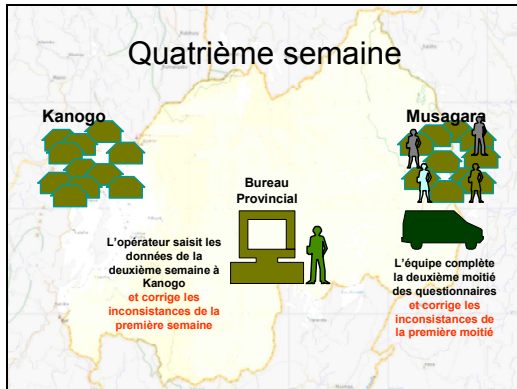 Quatrième semaine
Kanogo
Musagara
Bureau
Provincial
L'opérateur saisit les
données de la
deuxième semaine à
Kanogo
et corrige les
inconsistances de la
première semaine
L'équipe complète
la deuxième moitié
des questionnaires
et corrige les
inconsistances de
la première moitié